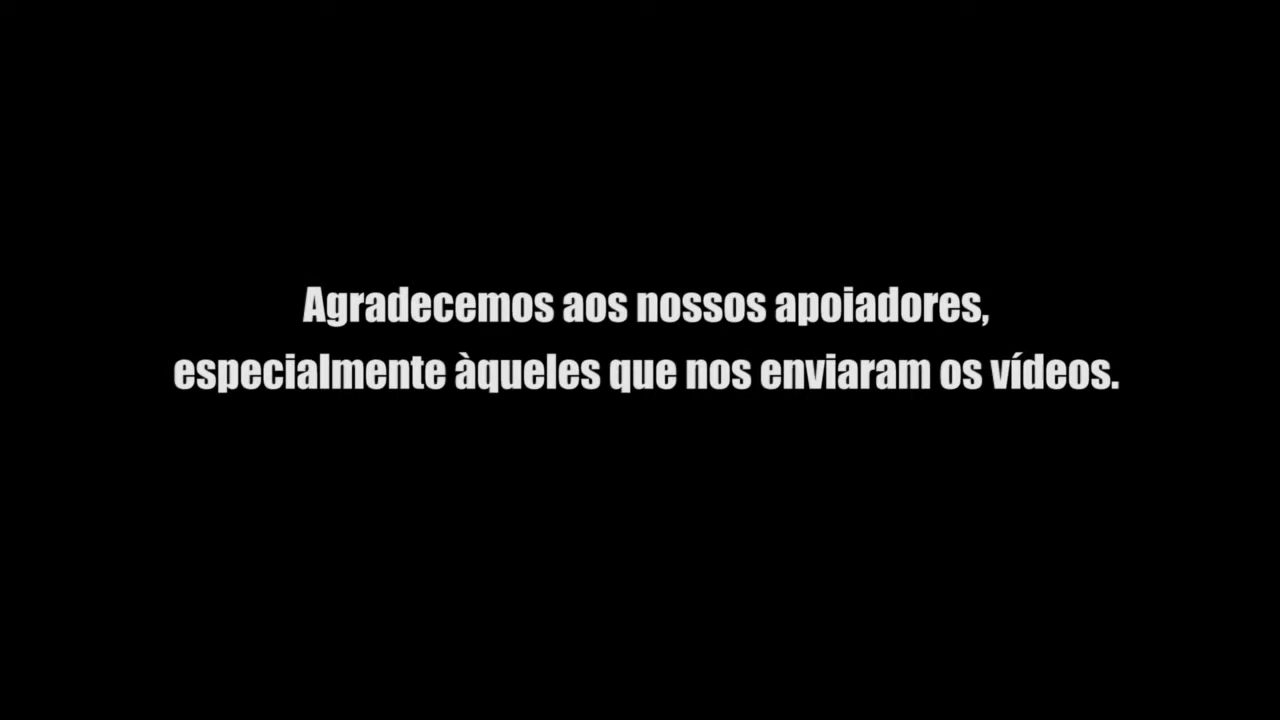 Agradecemos aos nossos apoiadores,
especialmente àqueles que nos enviaram os vídeos.